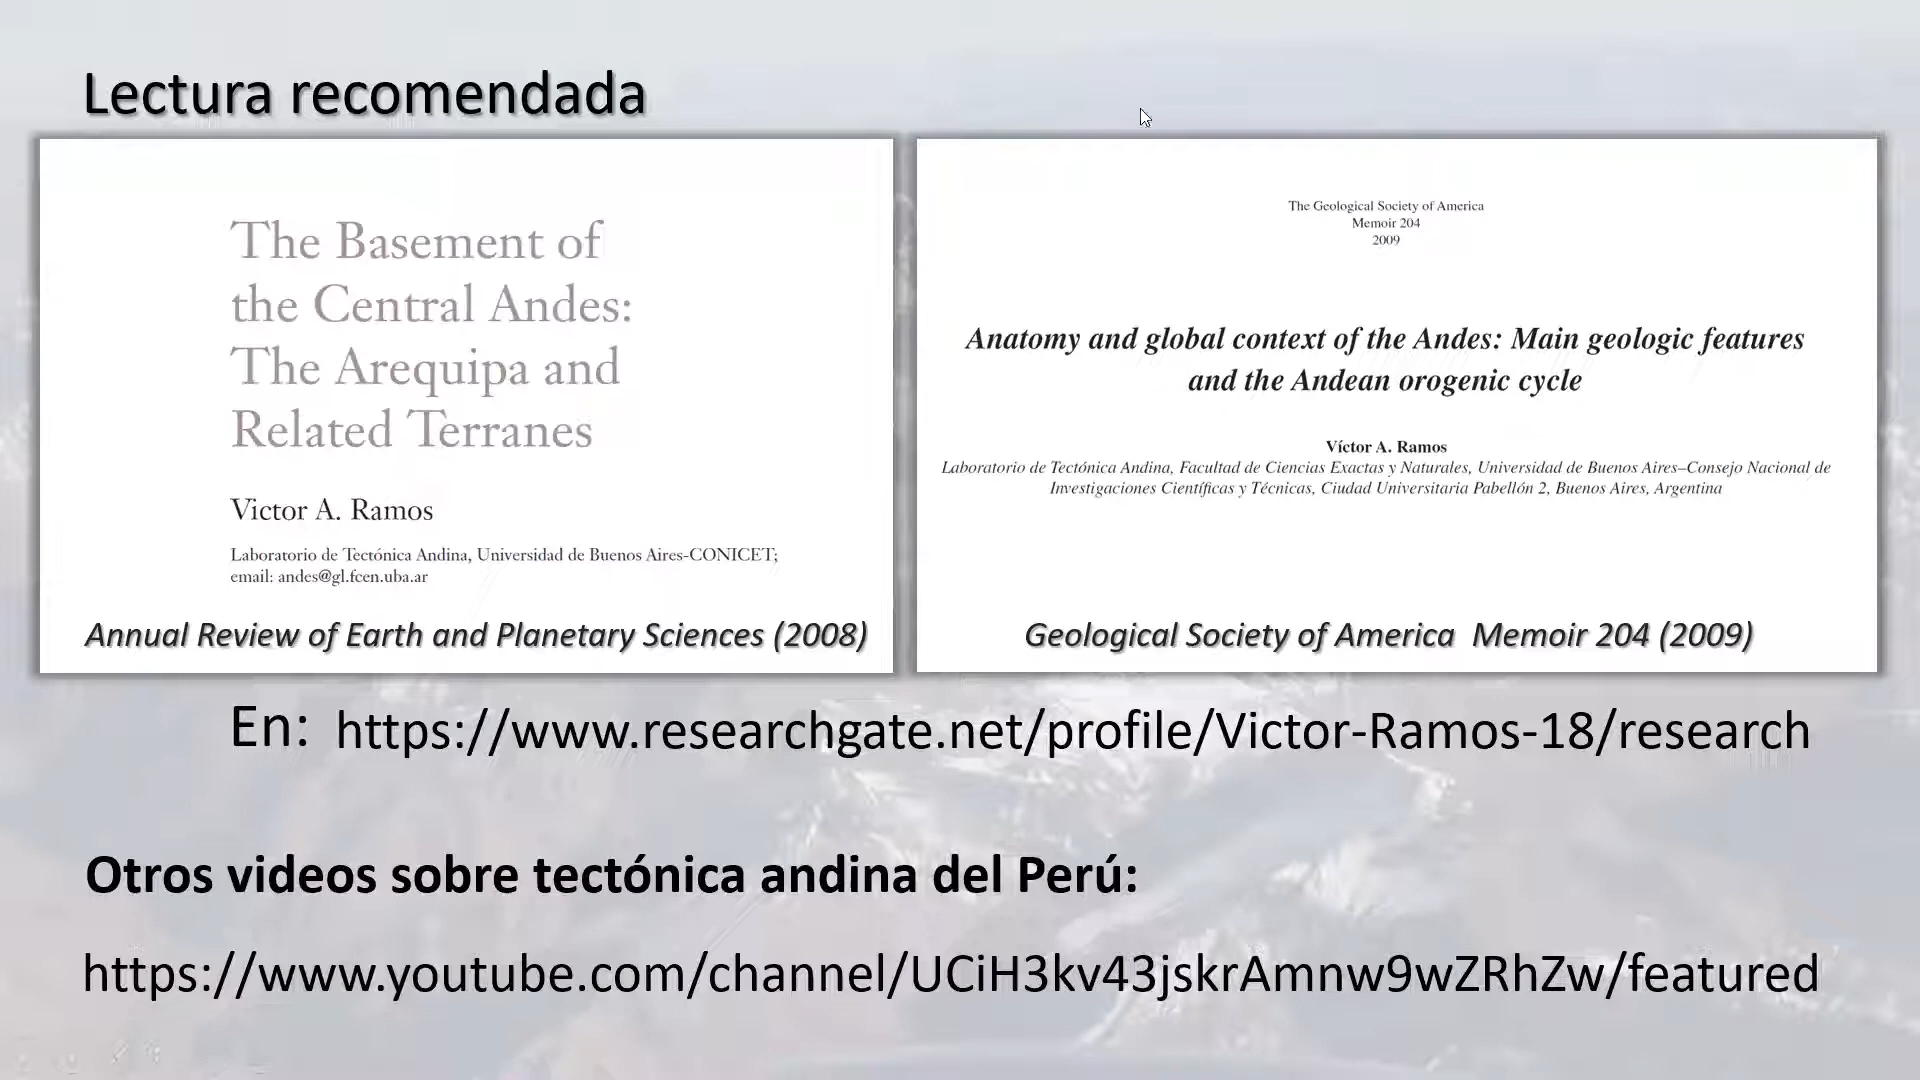 Lectura recomendada
The Basement of
the Central Andes:
The Arequipa and
Related Terranes
Victor A. Ramos
Laboratorio de Tectónica Andina, Universidad de Buenos Aires-CONICET;
email: andes@gl.fcen.uba.ar
Annual Review of Earth and Planetary Sciences (2008)
The Geological Society of America
Memoir 204
2009
Anatomy and global context of the Andes: Main geologic features
and the Andean orogenic cycle
Víctor A. Ramos
Laboratorio de Tectónica Andina, Facultad de Ciencias Exactas y Naturales, Universidad de Buenos Aires–Consejo Nacional de
Investigaciones Científicas y Técnicas, Ciudad Universitaria Pabellón 2, Buenos Aires, Argentina
Geological Society of America Memoir 204 (2009)
En: https://www.researchgate.net/profile/Victor-Ramos-18/research
Otros videos sobre tectónica andina del Perú:
https://www.youtube.com/channel/UCiH3kv43jskrAmnw9wZRhZw/featured